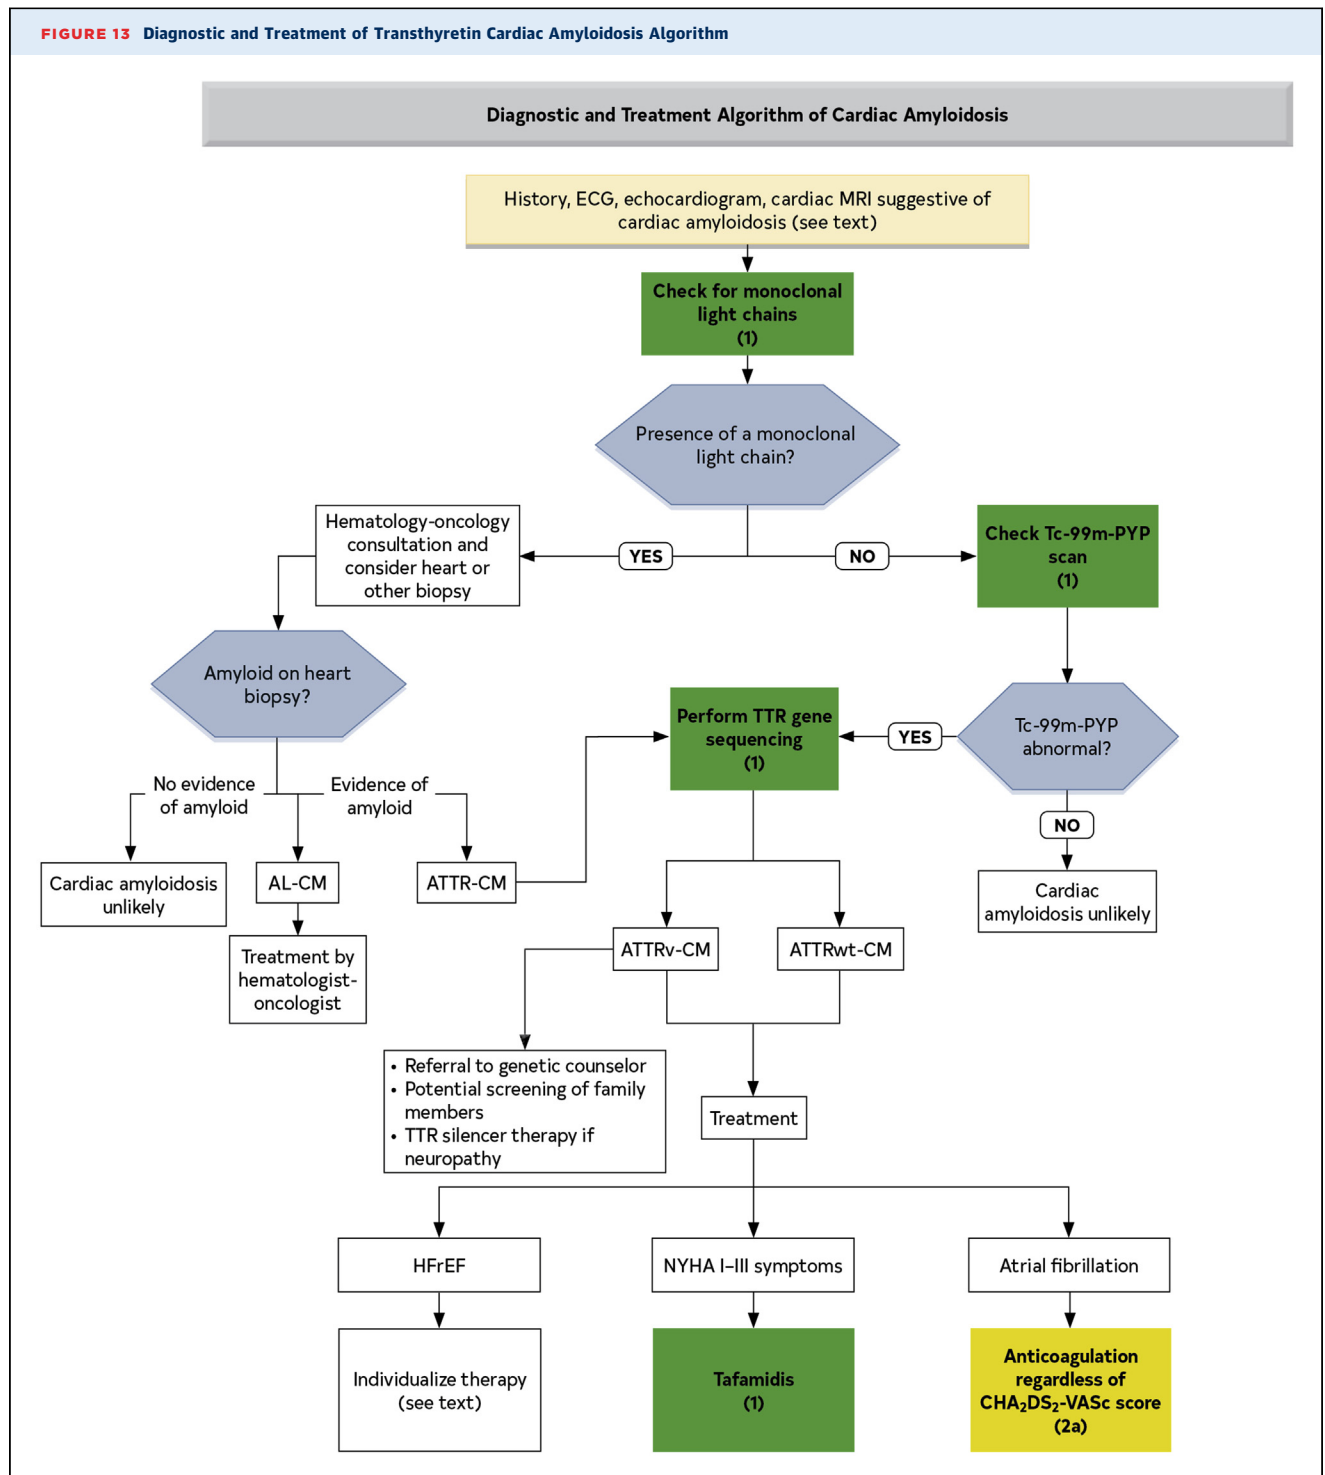 FIGURE 13 Diagnostic and Treatment of Transthyretin Cardiac Amyloidosis Algorithm
Diagnostic and Treatment Algorithm of Cardiac Amyloidosis
History, ECG, echocardiogram, cardiac MRI suggestive of
cardiac amyloidosis (see text)
Check for monoclonal
light chains
(1)
Presence of a monoclonal
light chain?
YES
NO
Hematology-oncology
consultation and
consider heart or
other biopsy
Check Tc-99m-PYP
scan
(1)
Amyloid on heart
biopsy?
Perform TTR gene
sequencing
(1)
YES
Tc-99m-PYP
abnormal?
No evidence
of amyloid
Evidence of
amyloid
NO
Cardiac amyloidosis
unlikely
AL-CM
ATTR-CM
Cardiac
amyloidosis unlikely
Treatment by
hematologist-
oncologist
ATTRv-CM
ATTRwt-CM
• Referral to genetic counselor
• Potential screening of family
members
• TTR silencer therapy if
neuropathy
Treatment
HFrEF
NYHA I–III symptoms
Atrial fibrillation
Individualize therapy
(see text)
Tafamidis
(1)
Anticoagulation
regardless of
CHA₂DS₂-VASc score
(2a)